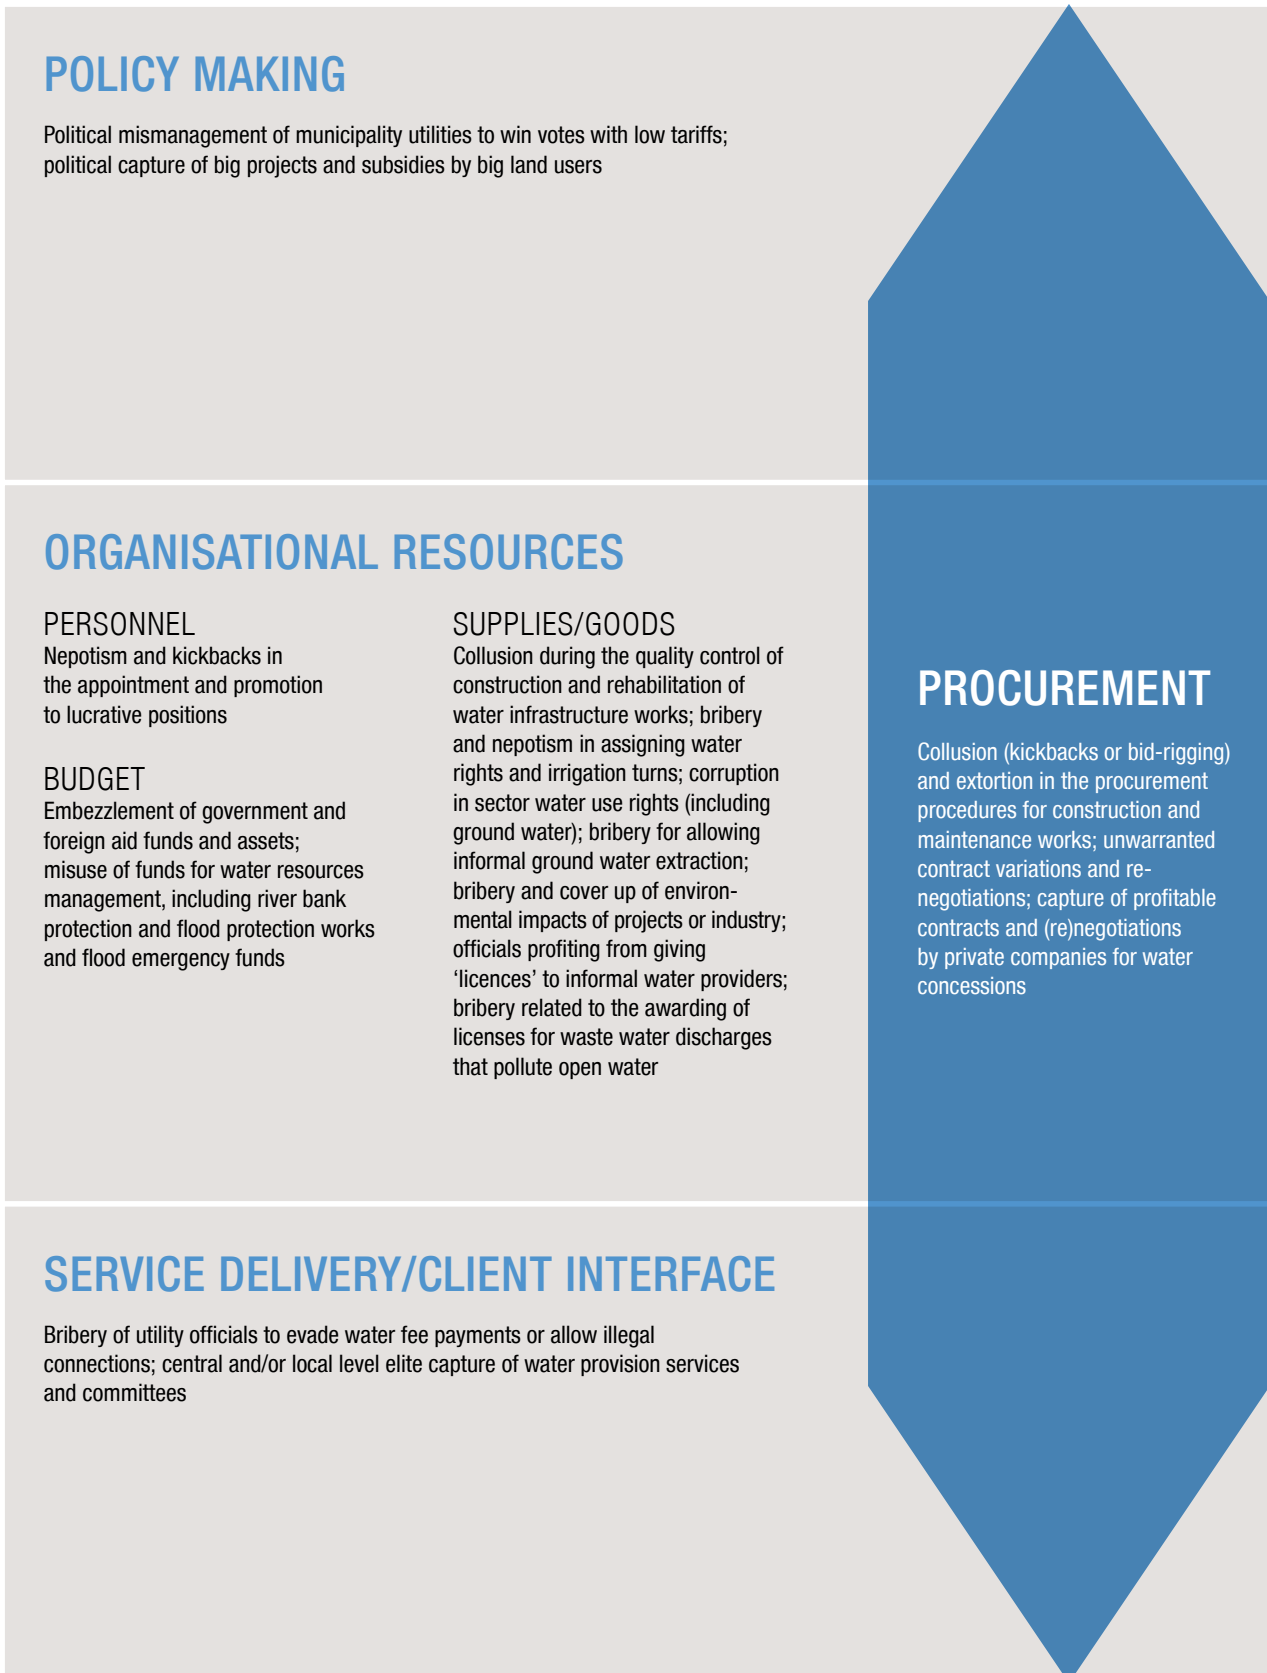 POLICY MAKING
Political mismanagement of municipality utilities to win votes with low tariffs;
political capture of big projects and subsidies by big land users
ORGANISATIONAL RESOURCES
PERSONNEL
Nepotism and kickbacks in
the appointment and promotion
to lucrative positions
BUDGET
Embezzlement of government and
foreign aid funds and assets;
misuse of funds for water resources
management, including river bank
protection and flood protection works
and flood emergency funds
SUPPLIES/GOODS
Collusion during the quality control of
construction and rehabilitation of
water infrastructure works; bribery
and nepotism in assigning water
rights and irrigation turns; corruption
in sector water use rights (including
ground water); bribery for allowing
informal ground water extraction;
bribery and cover up of environ-
mental impacts of projects or industry;
officials profiting from giving
‘licences’ to informal water providers;
bribery related to the awarding of
licenses for waste water discharges
that pollute open water
PROCUREMENT
Collusion (kickbacks or bid-rigging)
and extortion in the procurement
procedures for construction and
maintenance works; unwarranted
contract variations and re-
negotiations; capture of profitable
contracts and (re)negotiations
by private companies for water
concessions
SERVICE DELIVERY/CLIENT INTERFACE
Bribery of utility officials to evade water fee payments or allow illegal
connections; central and/or local level elite capture of water provision services
and committees